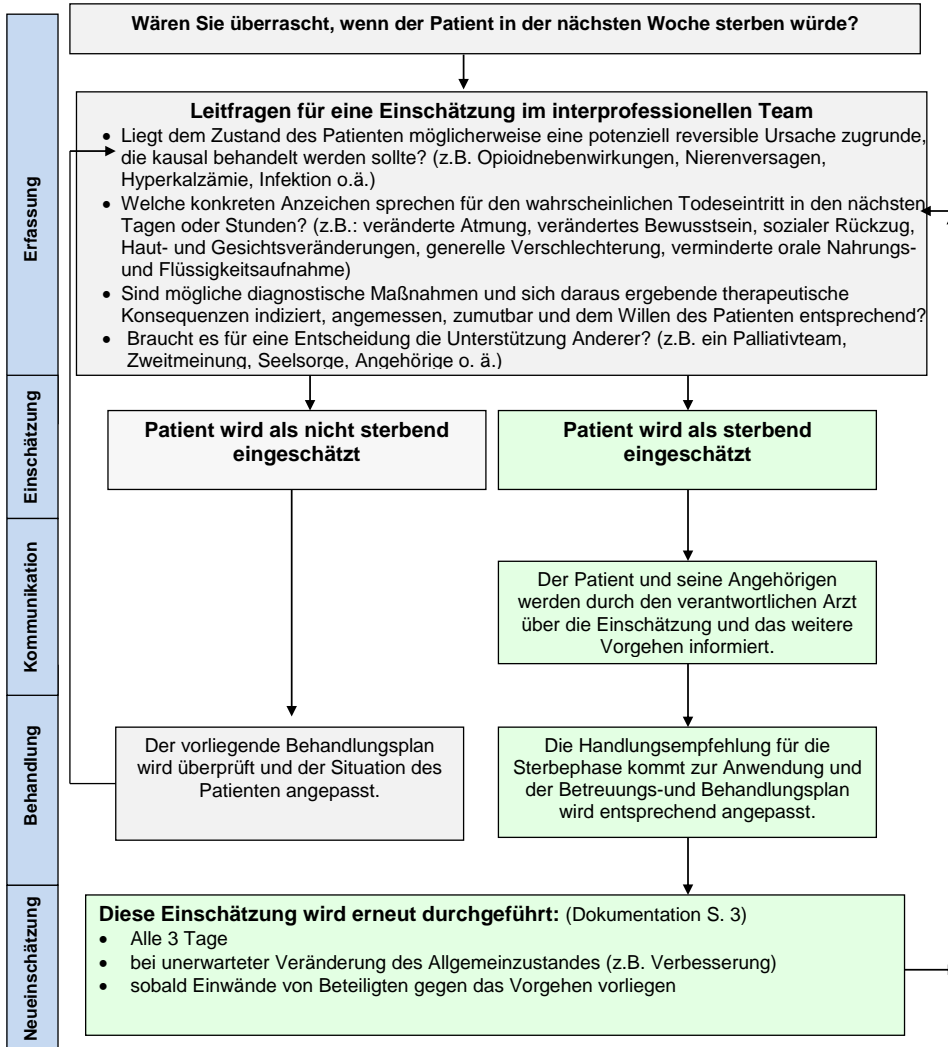 Wären Sie überrascht, wenn der Patient in der nächsten Woche sterben würde?
Erfassung
Leitfragen für eine Einschätzung im interprofessionellen Team
• Liegt dem Zustand des Patienten möglicherweise eine potenziell reversible Ursache zugrunde,
die kausal behandelt werden sollte? (z.B. Opioidnebenwirkungen, Nierenversagen,
Hyperkalzämie, Infektion o.ä.)
• Welche konkreten Anzeichen sprechen für den wahrscheinlichen Todeseintritt in den nächsten
Tagen oder Stunden? (z.B.: veränderte Atmung, verändertes Bewusstsein, sozialer Rückzug,
Haut- und Gesichtsveränderungen, generelle Verschlechterung, verminderte orale Nahrungs-
und Flüssigkeitsaufnahme)
• Sind mögliche diagnostische Maßnahmen und sich daraus ergebende therapeutische
Konsequenzen indiziert, angemessen, zumutbar und dem Willen des Patienten entsprechend?
• Braucht es für eine Entscheidung die Unterstützung Anderer? (z.B. ein Palliativteam,
Zweitmeinung, Seelsorge, Angehörige o. ä.)
Einschätzung
Patient wird als nicht sterbend
eingeschätzt
Patient wird als sterbend
eingeschätzt
Kommunikation
Der Patient und seine Angehörigen
werden durch den verantwortlichen Arzt
über die Einschätzung und das weitere
Vorgehen informiert.
Behandlung
Der vorliegende Behandlungsplan
wird überprüft und der Situation des
Patienten angepasst.
Die Handlungsempfehlung für die
Sterbephase kommt zur Anwendung und
der Betreuungs-und Behandlungsplan
wird entsprechend angepasst.
Neueinschätzung
Diese Einschätzung wird erneut durchgeführt: (Dokumentation S. 3)
• Alle 3 Tage
• bei unerwarteter Veränderung des Allgemeinzustandes (z.B. Verbesserung)
• sobald Einwände von Beteiligten gegen das Vorgehen vorliegen